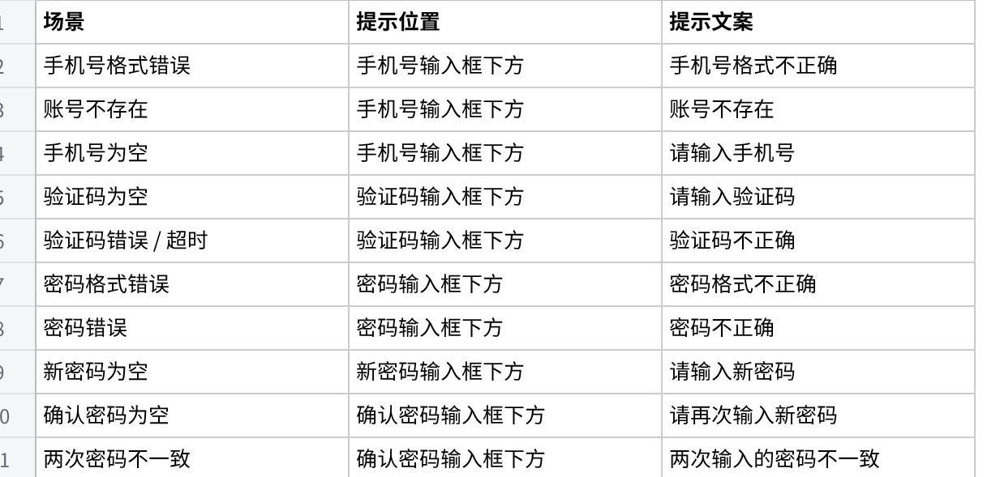 1 场景 提示位置 提示文案
2 手机号格式错误 手机号输入框下方 手机号格式不正确
3 账号不存在 手机号输入框下方 账号不存在
4 手机号为空 手机号输入框下方 请输入手机号
5 验证码为空 验证码输入框下方 请输入验证码
6 验证码错误 / 超时 验证码输入框下方 验证码不正确
7 密码格式错误 密码输入框下方 密码格式不正确
8 密码错误 密码输入框下方 密码不正确
9 新密码为空 新密码输入框下方 请输入新密码
0 确认密码为空 确认密码输入框下方 请再次输入新密码
1 两次密码不一致 确认密码输入框下方 两次输入的密码不一致